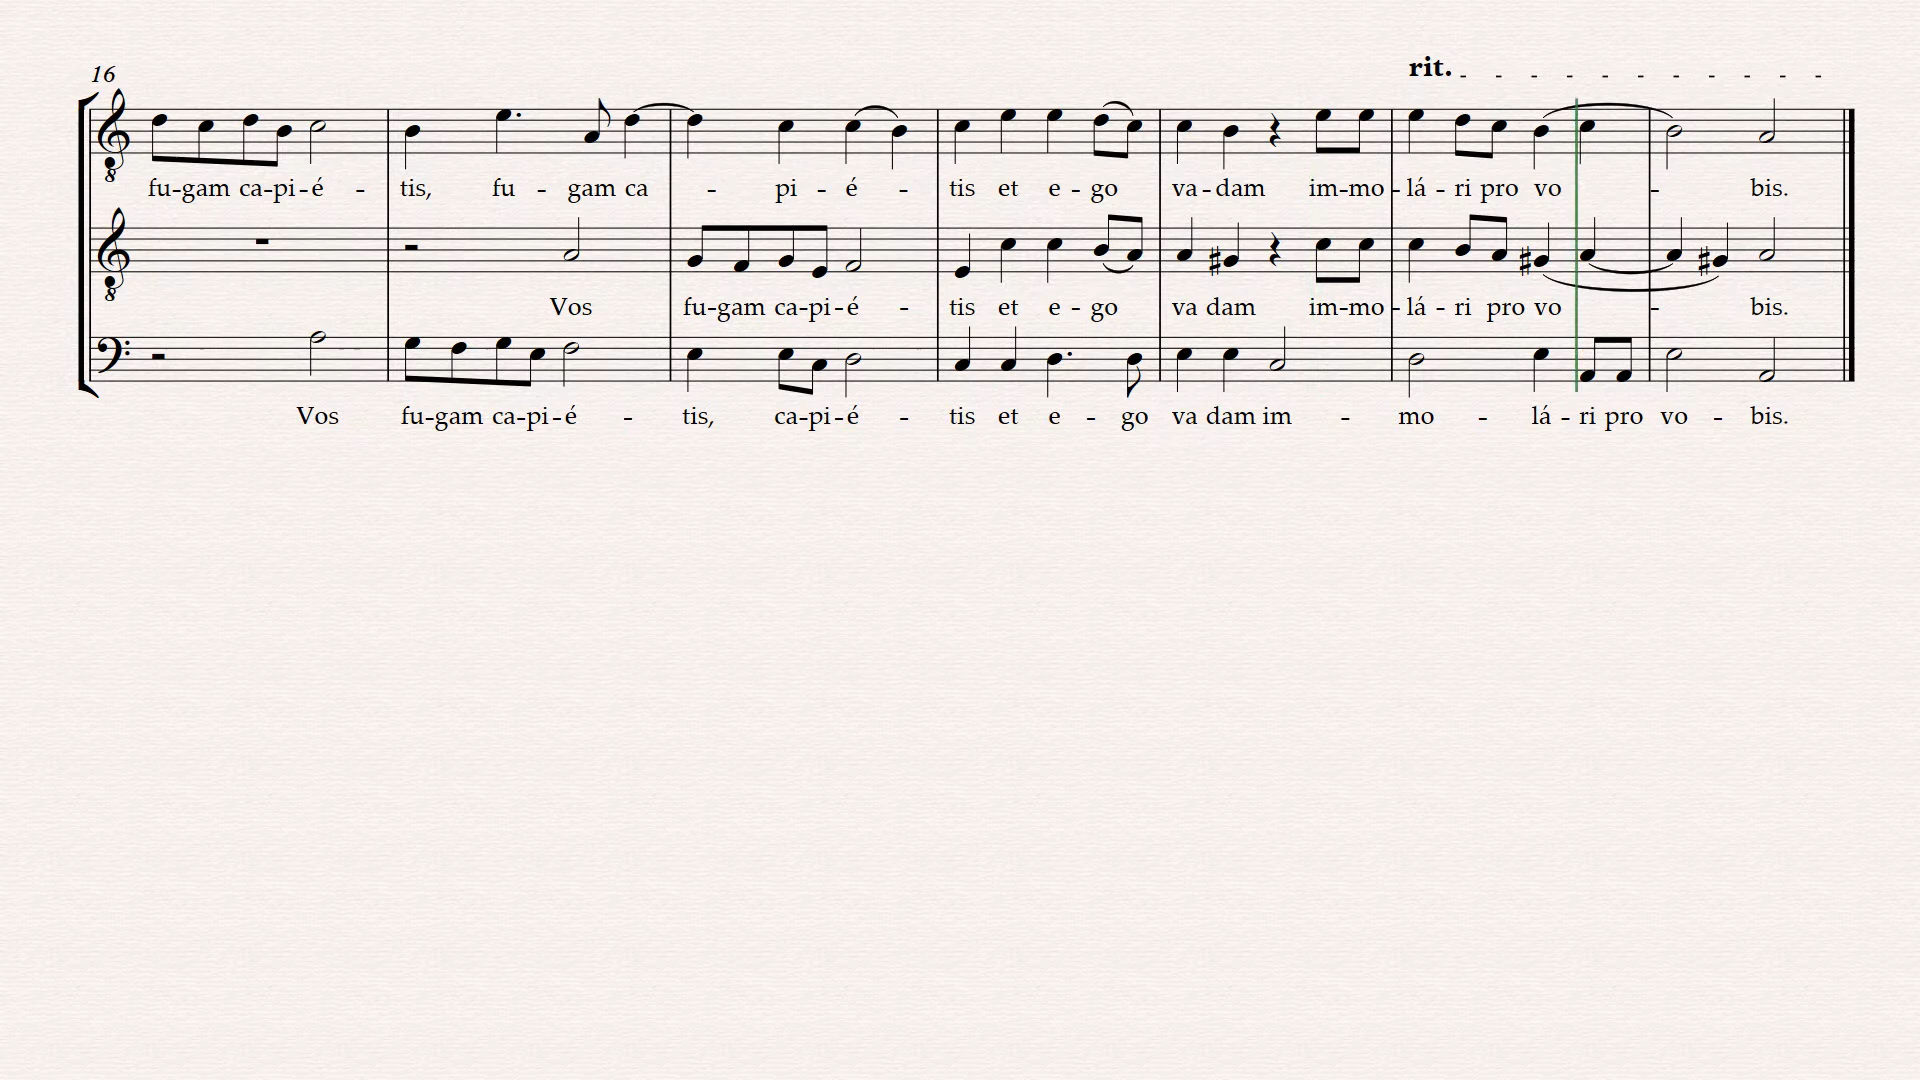 rit.
16
fu-gam ca-pi-é - tis, fu - gam ca - pi - é - tis et e - go va-dam im-mo-lá - ri pro vo - bis.
Vos fu-gam ca-pi-é - tis et e - go va dam im-mo-lá - ri pro vo - bis.
Vos fu-gam ca-pi-é - tis, ca-pi-é - tis et e - go va dam im - mo - lá - ri pro vo - bis.